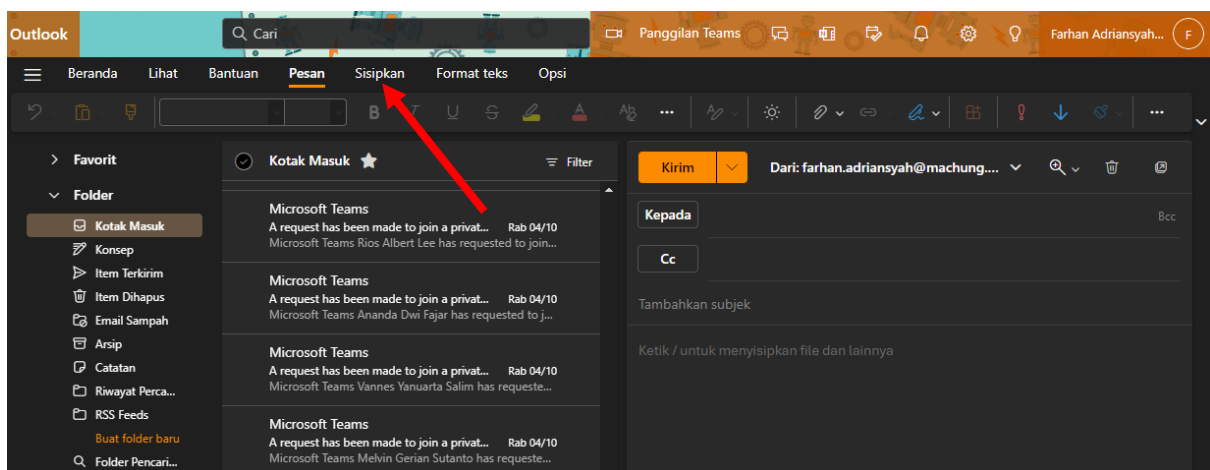 Outlook
Cari
Panggilan Teams
Farhan Adriansyah...
F
Beranda Lihat Bantuan Pesan Sisipkan Format teks Opsi
B I U S A
Favorit
Folder
Kotak Masuk
Konsep
Item Terkirim
Item Dihapus
Email Sampah
Arsip
Catatan
Riwayat Perca...
RSS Feeds
Buat folder baru
Folder Pencari...
Kotak Masuk
Filter
Microsoft Teams
A request has been made to join a privat... Rab 04/10
Microsoft Teams Rios Albert Lee has requested to join...
Microsoft Teams
A request has been made to join a privat... Rab 04/10
Microsoft Teams Ananda Dwi Fajar has requested to j...
Microsoft Teams
A request has been made to join a privat... Rab 04/10
Microsoft Teams Vannes Yanuarta Salim has requeste...
Microsoft Teams
A request has been made to join a privat... Rab 04/10
Microsoft Teams Melvin Gerian Sutanto has requeste...
Kirim
Dari: farhan.adriansyah@machung....
Kepada
Bcc
Cc
Tambahkan subjek
Ketik / untuk menyisipkan file dan lainnya